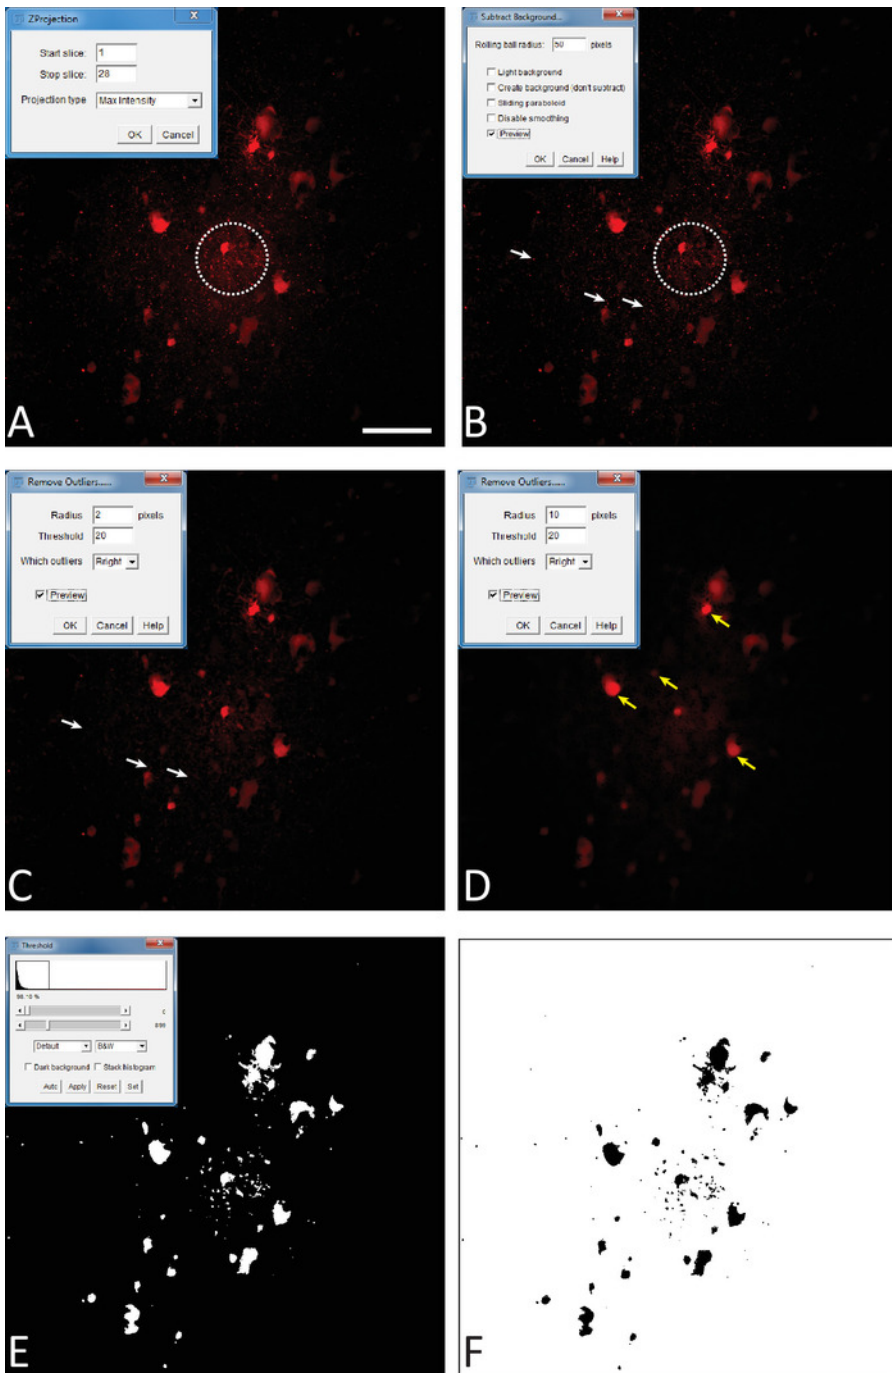 ZProjection
Start slice: 1
Stop slice: 28
Projection type Max Intensity
OK Cancel
A
Subtract Background...
Rolling ball radius: 50 pixels
Light background
Create background (don't subtract)
Sliding paraboloid
Disable smoothing
Preview
OK Cancel Help
B
Remove Outliers......
Radius 2 pixels
Threshold 20
Which outliers Bright
Preview
OK Cancel Help
C
Remove Outliers......
Radius 10 pixels
Threshold 20
Which outliers Bright
Preview
OK Cancel Help
D
Threshold
Default B&W
Dark background Stack histogram
Auto Apply Reset Set
E
F